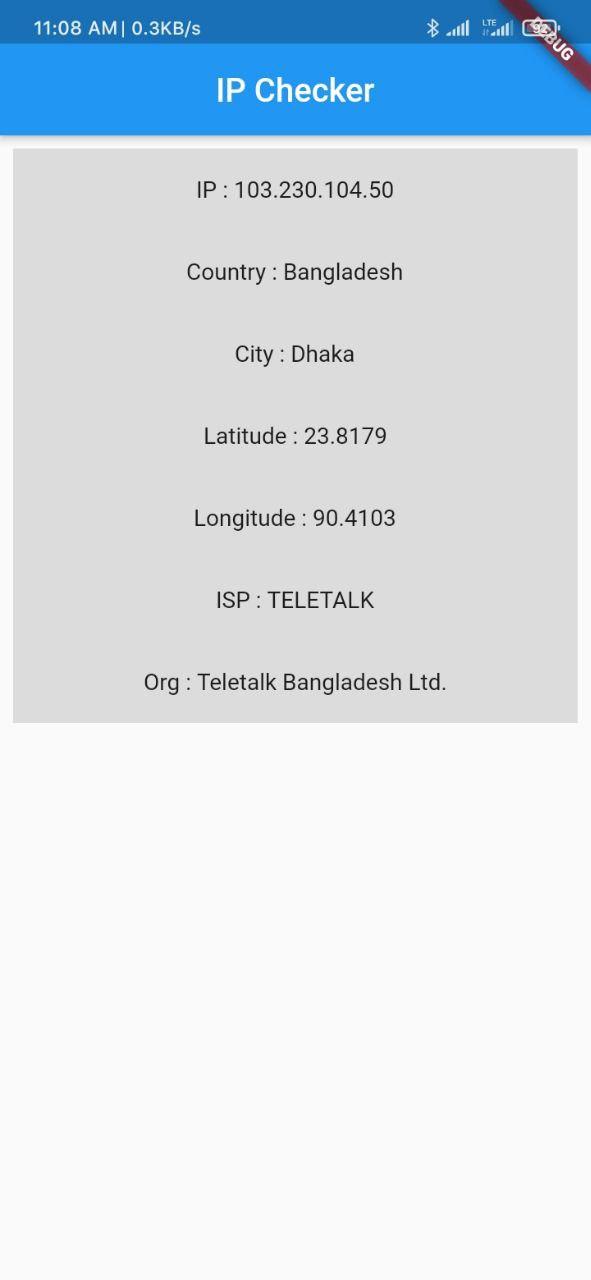 11:08 AM| 0.3KB/s
LTE
92
DEBUG
IP Checker
IP : 103.230.104.50
Country : Bangladesh
City : Dhaka
Latitude : 23.8179
Longitude : 90.4103
ISP : TELETALK
Org : Teletalk Bangladesh Ltd.